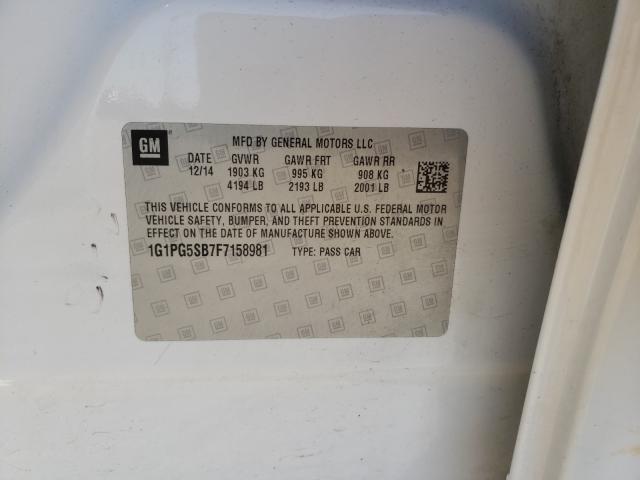 GM
MFD BY GENERAL MOTORS LLC
DATE GVWR GAWR FRT GAWR RR
12/14 1903 KG 995 KG 908 KG
4194 LB 2193 LB 2001 LB
THIS VEHICLE CONFORMS TO ALL APPLICABLE U.S. FEDERAL MOTOR
VEHICLE SAFETY, BUMPER, AND THEFT PREVENTION STANDARDS IN
EFFECT ON THE DATE OF MANUFACTURE SHOWN ABOVE.
1G1PG5SB7F7158981 TYPE: PASS CAR